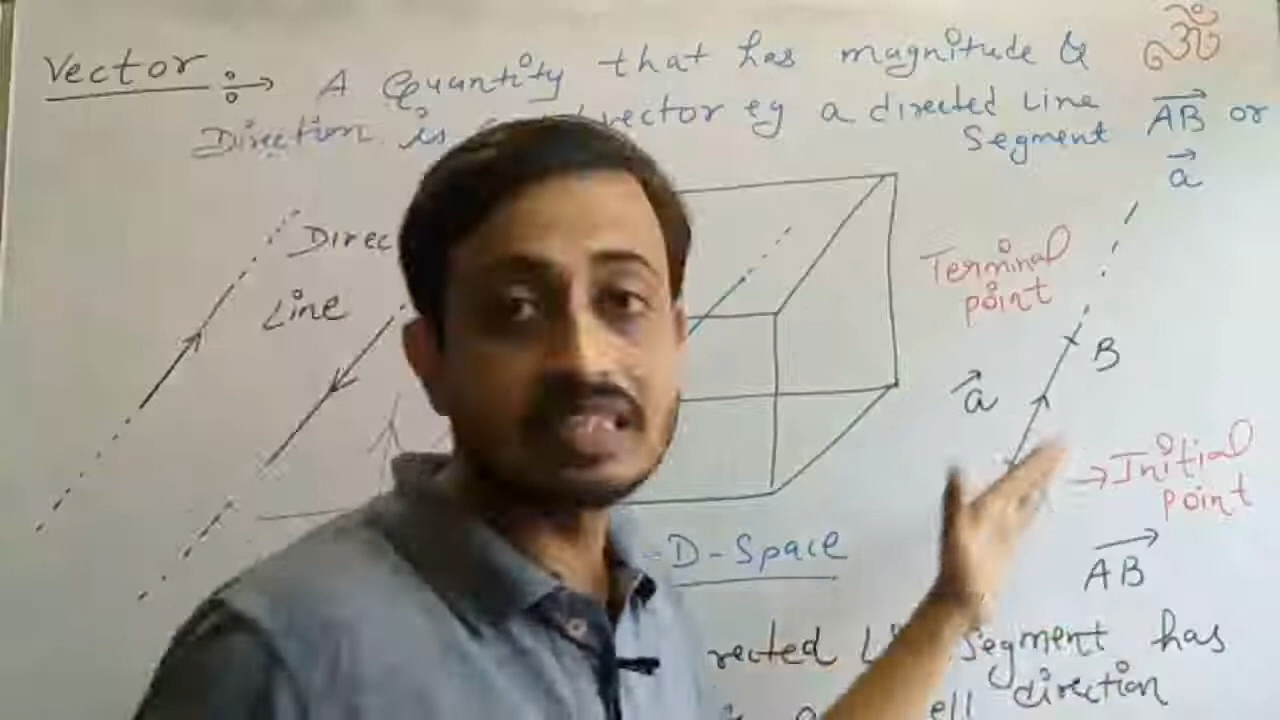 Vector ÷→ A Quantity that has magnitude & ॐ
Direction is vector eg a directed Line Segment AB or
a
Direc
Line
Terminal
point
B
a
→ Initial
point
AB
-D-Space
Segment has
direction